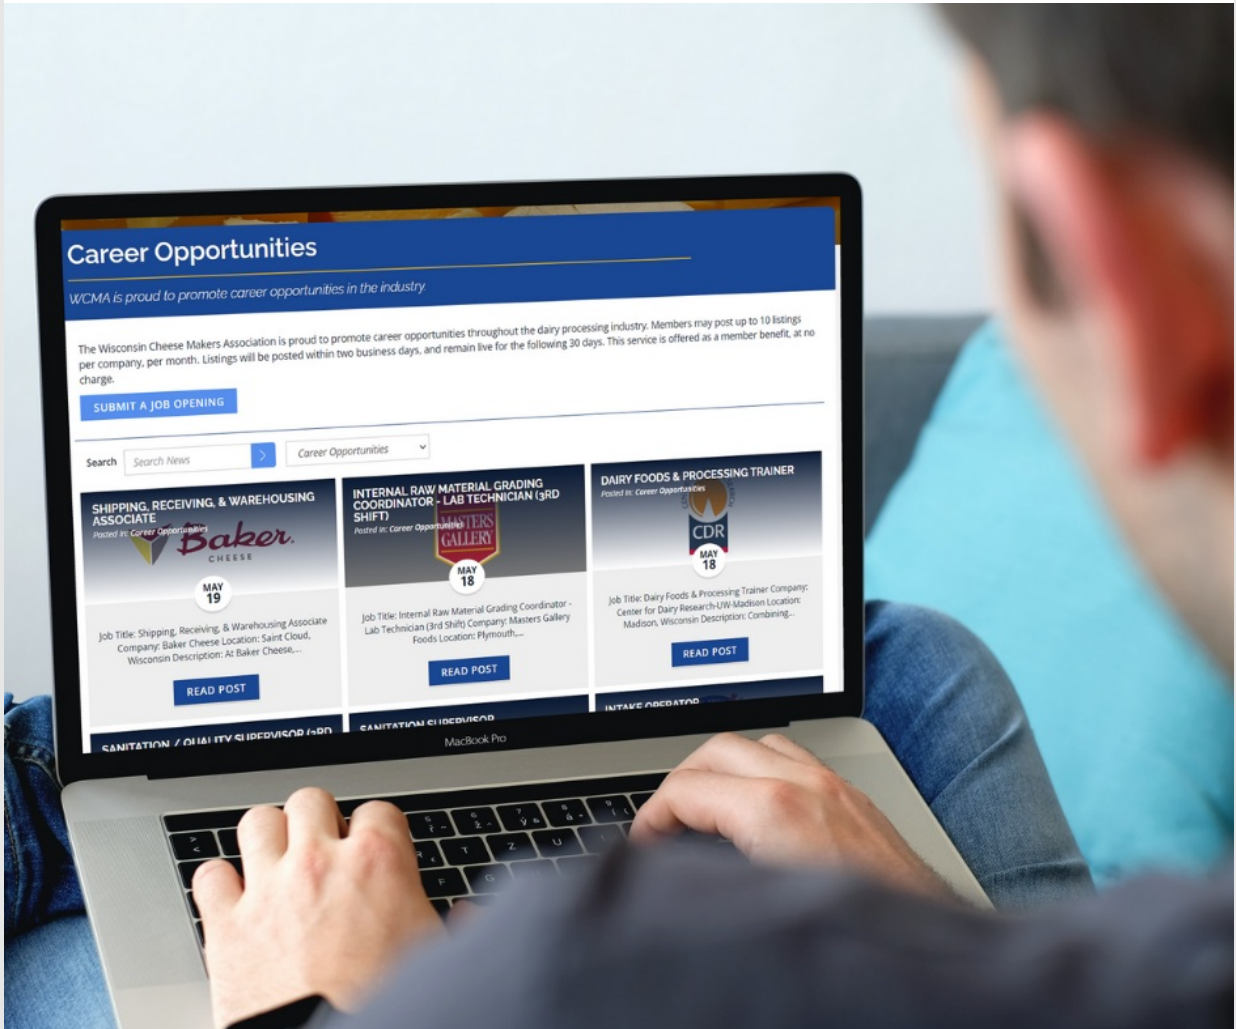 Career Opportunities
WCMA is proud to promote career opportunities in the industry.
The Wisconsin Cheese Makers Association is proud to promote career opportunities throughout the dairy processing industry. Members may post up to 10 listings
per company, per month. Listings will be posted within two business days, and remain live for the following 30 days. This service is offered as a member benefit, at no
charge.
SUBMIT A JOB OPENING
Search
Search News
Career Opportunities
SHIPPING, RECEIVING, & WAREHOUSING
ASSOCIATE
Posted in: Career Opportunities
Baker
CHEESE
MAY
19
Job Title: Shipping, Receiving, & Warehousing Associate
Company: Baker Cheese Location: Saint Cloud,
Wisconsin Description: At Baker Cheese,...
READ POST
INTERNAL RAW MATERIAL GRADING
COORDINATOR - LAB TECHNICIAN (3RD
SHIFT)
Posted in: Career Opportunities
MASTERS
GALLERY
MAY
18
Job Title: Internal Raw Material Grading Coordinator -
Lab Technician (3rd Shift) Company: Masters Gallery
Foods Location: Plymouth,...
READ POST
DAIRY FOODS & PROCESSING TRAINER
Posted in: Career Opportunities
CDR
MAY
18
Job Title: Dairy Foods & Processing Trainer Company:
Center for Dairy Research-UW-Madison Location:
Madison, Wisconsin Description: Combining...
READ POST
SANITATION / QUALITY SUPERVISOR (3RD
SANITATION SUPERVISOR
INTAKE OPERATOR
MacBook Pro
R T Z U
F G